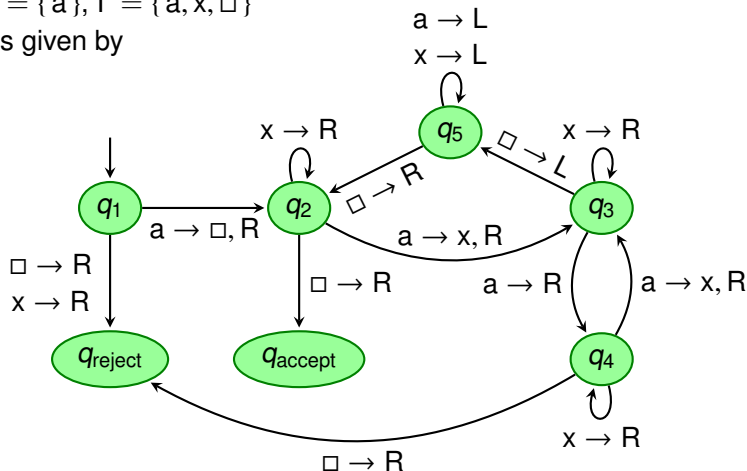 = {a}, Γ = {a, x, □}
s given by
a → L
x → L
x → R
q5
□ → L
x → R
□ → R
q1
q2
q3
a → □, R
a → x, R
□ → R
x → R
□ → R
a → R
a → x, R
qreject
qaccept
q4
x → R
□ → R